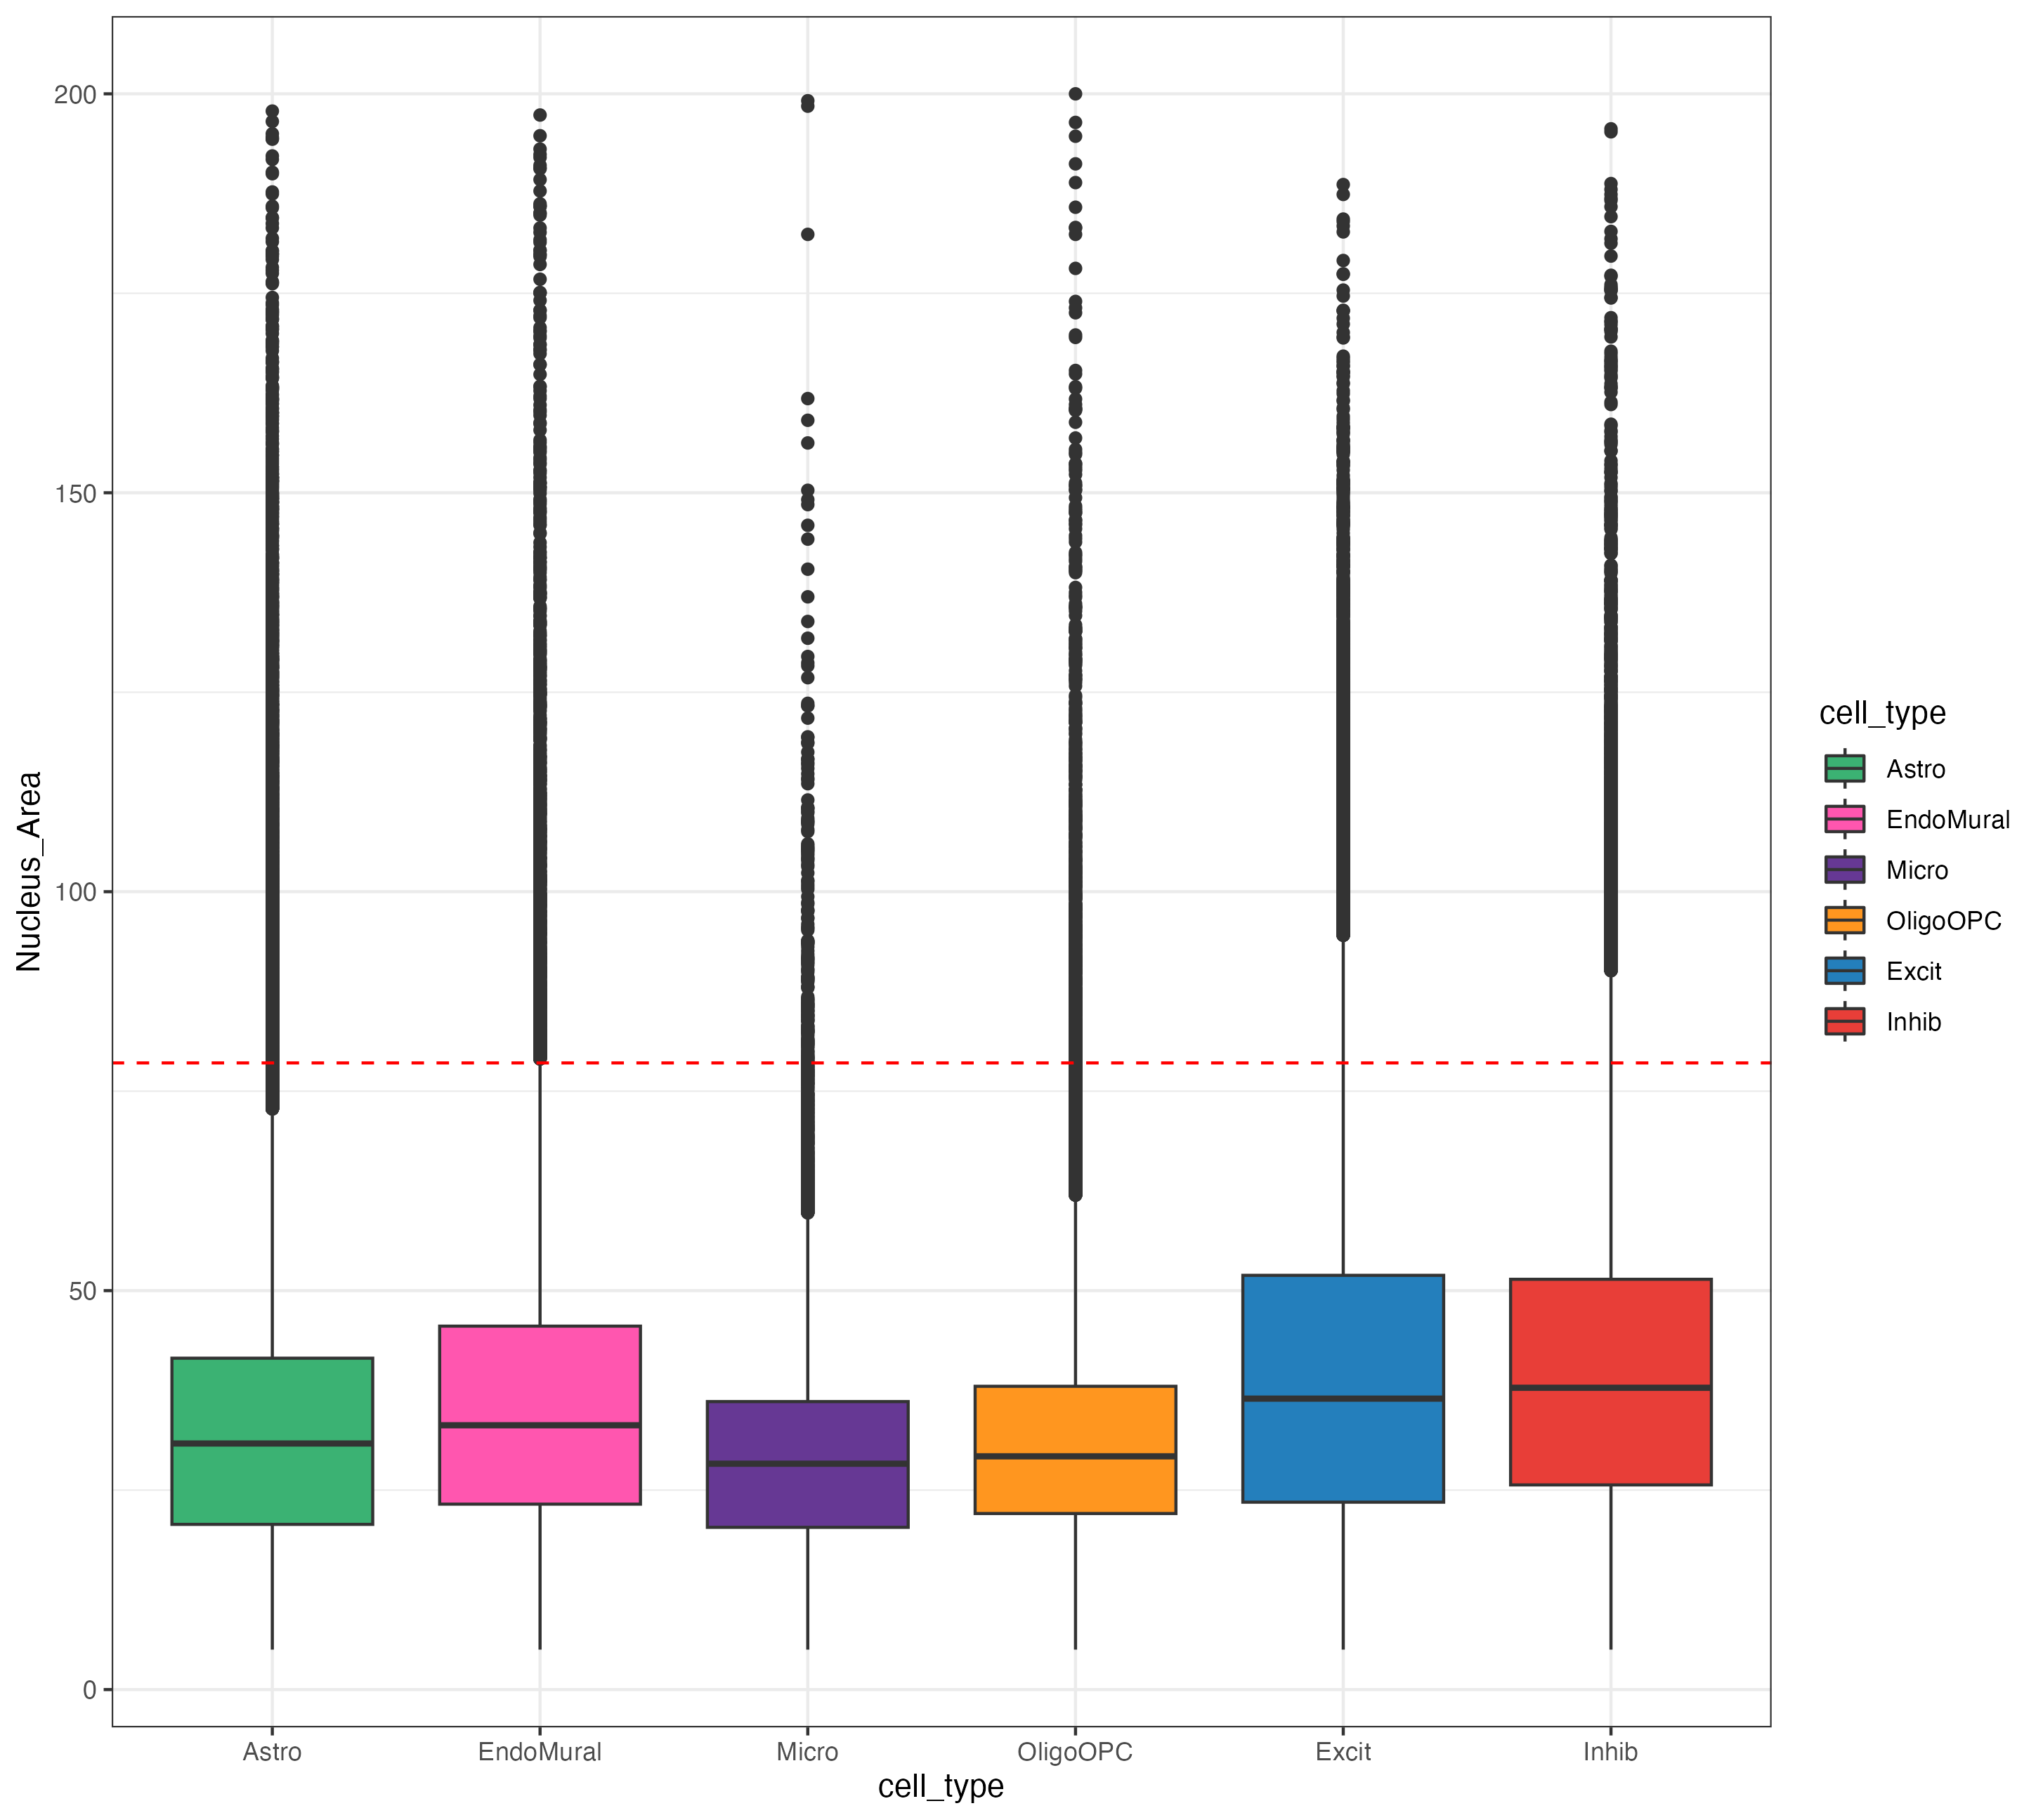 Nucleus_Area
200
150
100
50
0
Astro
EndoMural
Micro
OligoOPC
Excit
Inhib
cell_type
cell_type
Astro
EndoMural
Micro
OligoOPC
Excit
Inhib